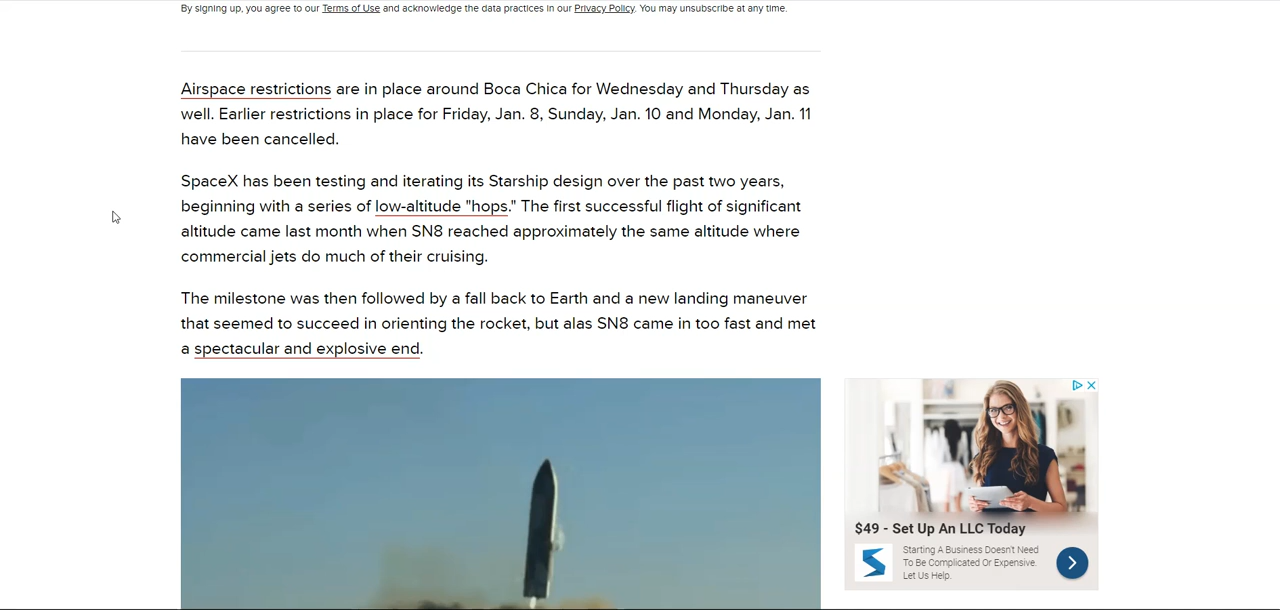 By signing up, you agree to our Terms of Use and acknowledge the data practices in our Privacy Policy. You may unsubscribe at any time.
Airspace restrictions are in place around Boca Chica for Wednesday and Thursday as
well. Earlier restrictions in place for Friday, Jan. 8, Sunday, Jan. 10 and Monday, Jan. 11
have been cancelled.
SpaceX has been testing and iterating its Starship design over the past two years,
beginning with a series of low-altitude "hops." The first successful flight of significant
altitude came last month when SN8 reached approximately the same altitude where
commercial jets do much of their cruising.
The milestone was then followed by a fall back to Earth and a new landing maneuver
that seemed to succeed in orienting the rocket, but alas SN8 came in too fast and met
a spectacular and explosive end.
$49 - Set Up An LLC Today
Starting A Business Doesn't Need
To Be Complicated Or Expensive.
Let Us Help.